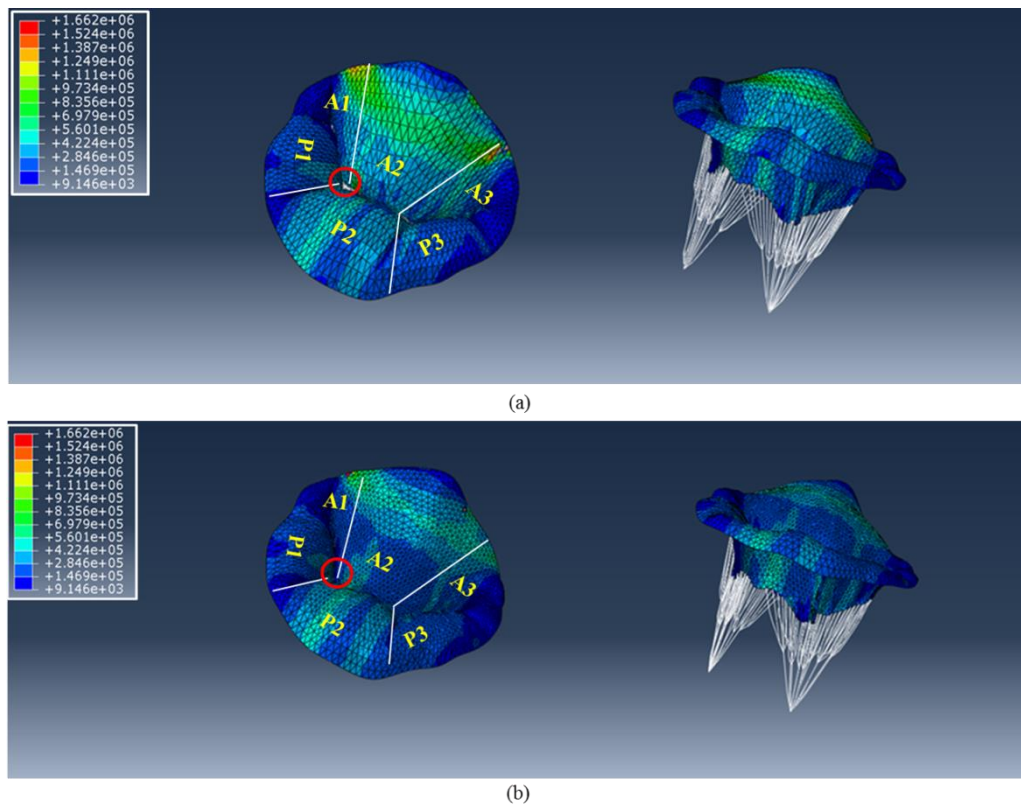 +1.662e+06
+1.524e+06
+1.387e+06
+1.249e+06
+1.111e+06
+9.734e+05
+8.356e+05
+6.979e+05
+5.601e+05
+4.224e+05
+2.846e+05
+1.469e+05
+9.146e+03
A1
P1
A2
A3
P2
P3
(a)
+1.662e+06
+1.524e+06
+1.387e+06
+1.249e+06
+1.111e+06
+9.734e+05
+8.356e+05
+6.979e+05
+5.601e+05
+4.224e+05
+2.846e+05
+1.469e+05
+9.146e+03
A1
P1
A2
A3
P2
P3
(b)